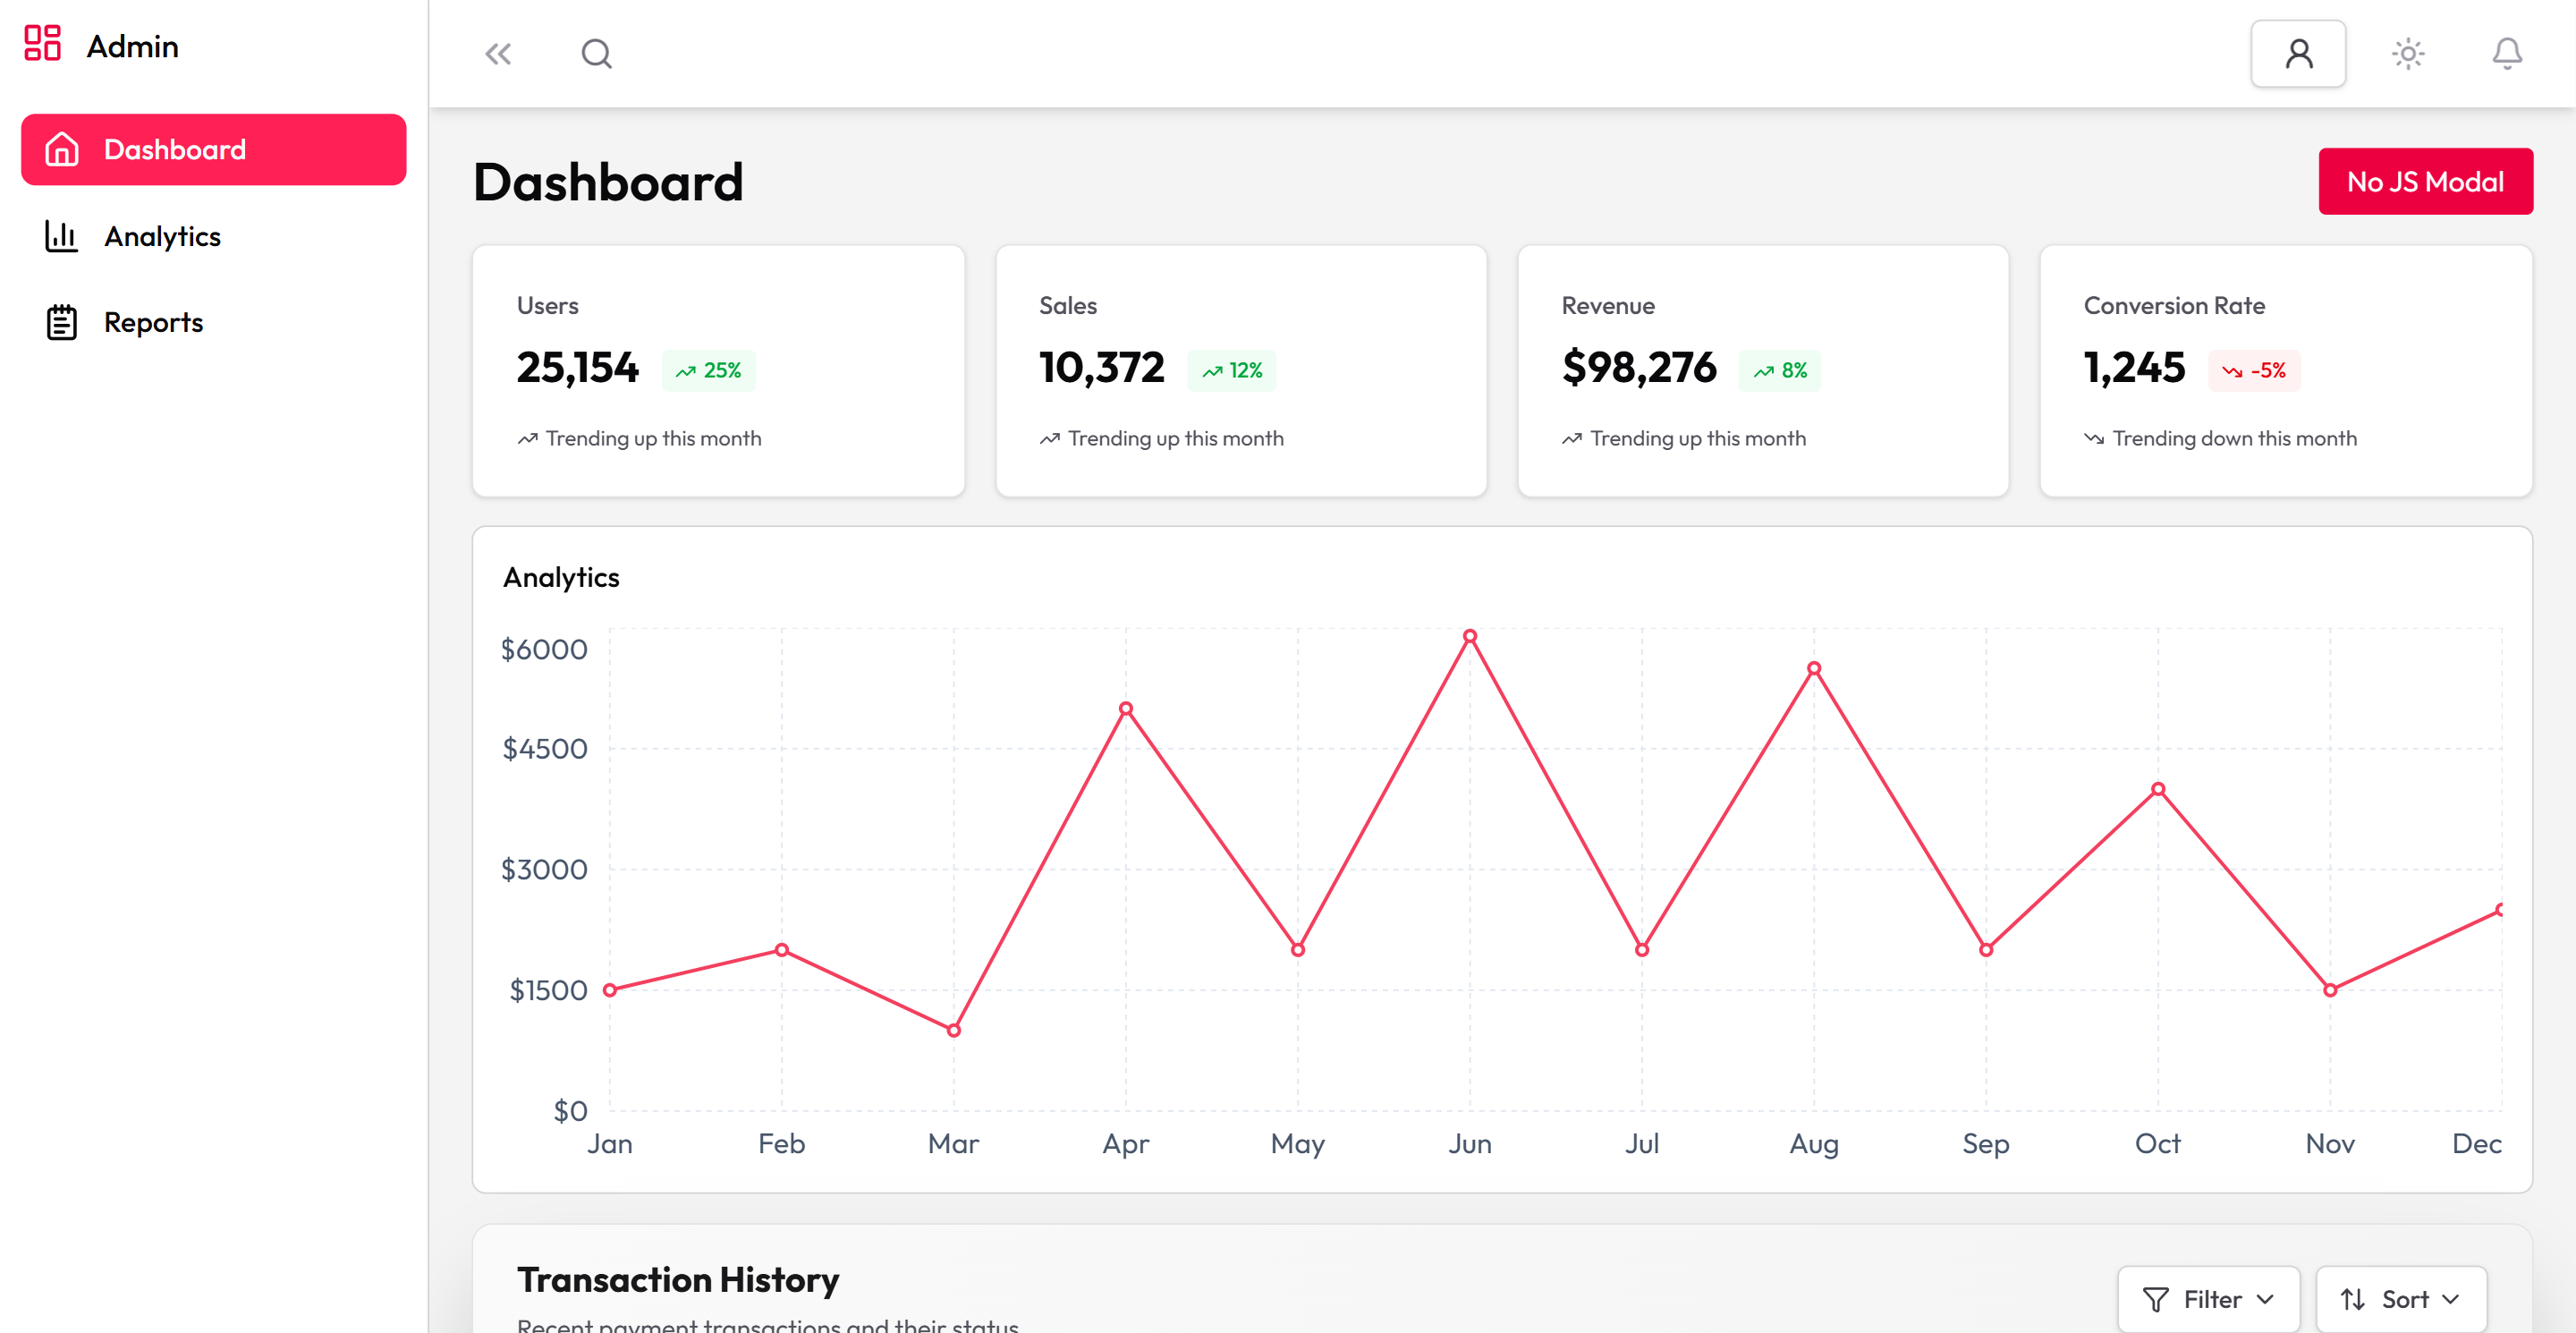 Admin
Dashboard
Analytics
Reports
Dashboard
No JS Modal
Users
25,154 25%
Trending up this month
Sales
10,372 12%
Trending up this month
Revenue
$98,276 8%
Trending up this month
Conversion Rate
1,245 -5%
Trending down this month
Analytics
$6000
$4500
$3000
$1500
$0
Jan Feb Mar Apr May Jun Jul Aug Sep Oct Nov Dec
Transaction History
Filter Sort
Recent payment transactions and their status